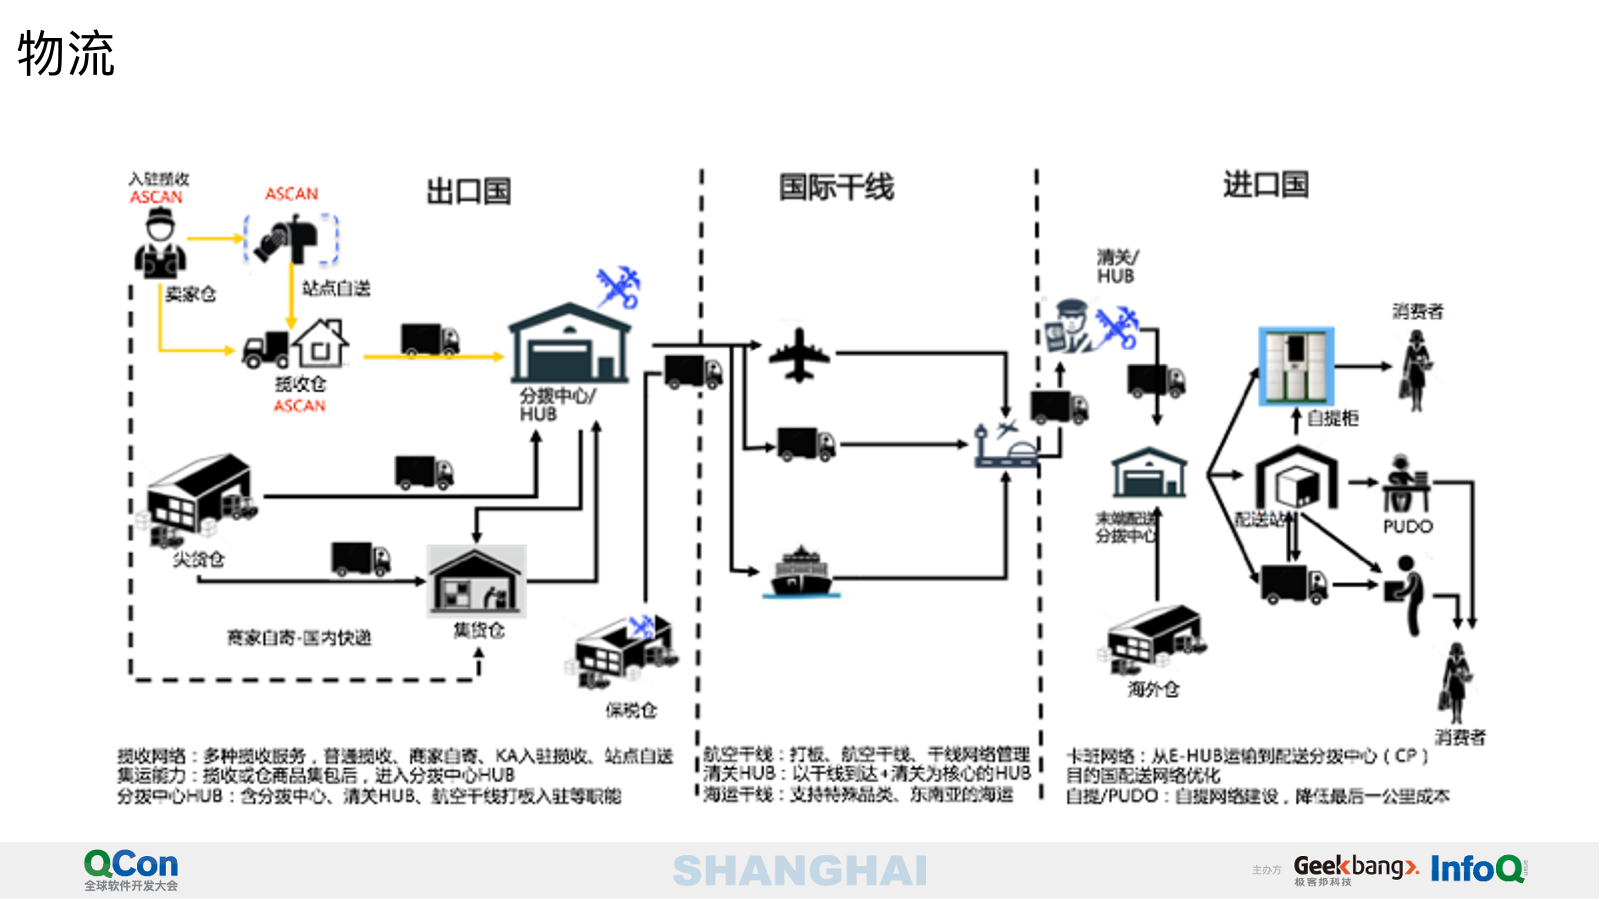 物流
入驻揽收
ASCAN
ASCAN
出口国
国际干线
进口国
卖家仓
站点自送
揽收仓
ASCAN
分拨中心/
HUB
尖货仓
集货仓
商家自寄-国内快递
保税仓
清关/
HUB
末端配送
分拨中心
海外仓
消费者
自提柜
配送站
PUDO
消费者
揽收网络：多种揽收服务，普通揽收、商家自寄、KA入驻揽收、站点自送
集运能力：揽收或仓商品集包后，进入分拨中心HUB
分拨中心HUB：含分拨中心、清关HUB、航空干线打板入驻等职能
航空干线：打板、航空干线、干线网络管理
清关HUB：以干线到达+清关为核心的HUB
海运干线：支持特殊品类、东南亚的海运
卡班网络：从E-HUB运输到配送分拨中心（CP）
目的国配送网络优化
自提/PUDO：自提网络建设，降低最后一公里成本
QCon
全球软件开发大会
SHANGHAI
主办方
Geekbang>.
极客邦科技
InfoQ